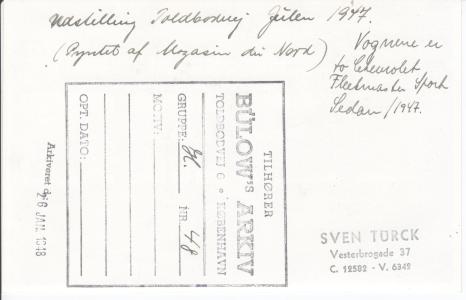 Udstilling Toldbodvej Julen 1947.
(Pyntet af Magasin du Nord)
Vognene er
to Chevrolet
Fleetmaster Sport
Sedan/1947.
TILHØRER
BÜLOW'S ARKIV
TOLDBODVEJ 6 • KØBENHAVN
GRUPPE: H. NR. 48
MOTIV:
OPT. DATO:
Arkiveret d.
26 JAN. 1948
SVEN TÜRCK
Vesterbrogade 37
C. 12582 - V. 6342